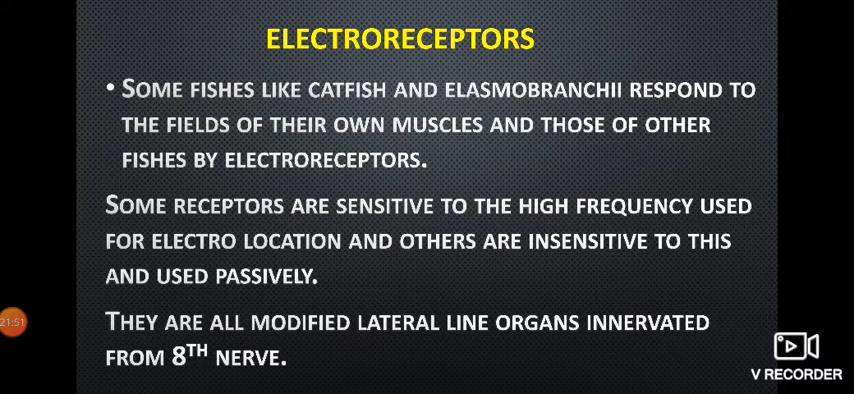 ELECTRORECEPTORS
• SOME FISHES LIKE CATFISH AND ELASMOBRANCHII RESPOND TO
THE FIELDS OF THEIR OWN MUSCLES AND THOSE OF OTHER
FISHES BY ELECTRORECEPTORS.
SOME RECEPTORS ARE SENSITIVE TO THE HIGH FREQUENCY USED
FOR ELECTRO LOCATION AND OTHERS ARE INSENSITIVE TO THIS
AND USED PASSIVELY.
21:51
THEY ARE ALL MODIFIED LATERAL LINE ORGANS INNERVATED
FROM 8TH NERVE.
V RECORDER